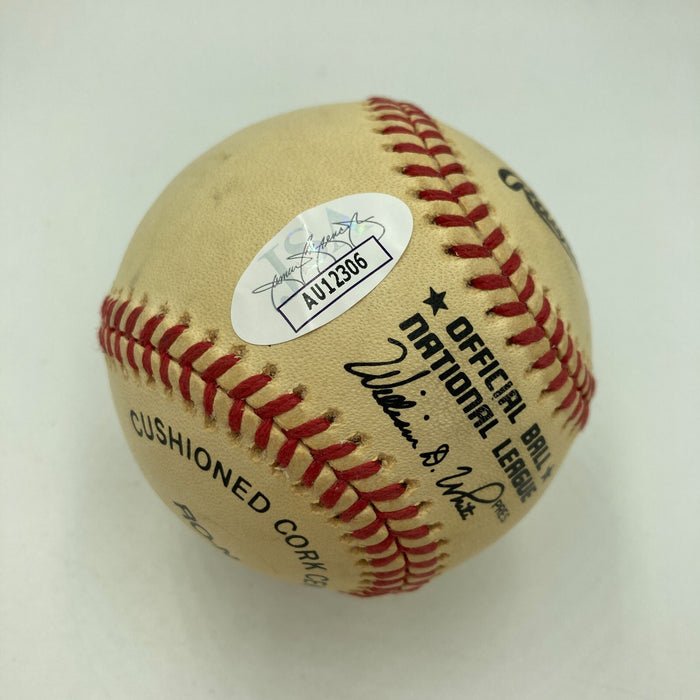 JSA
AU12306
★ OFFICIAL BALL ★
NATIONAL LEAGUE
William D. White
PRES
CUSHIONED CORK CE